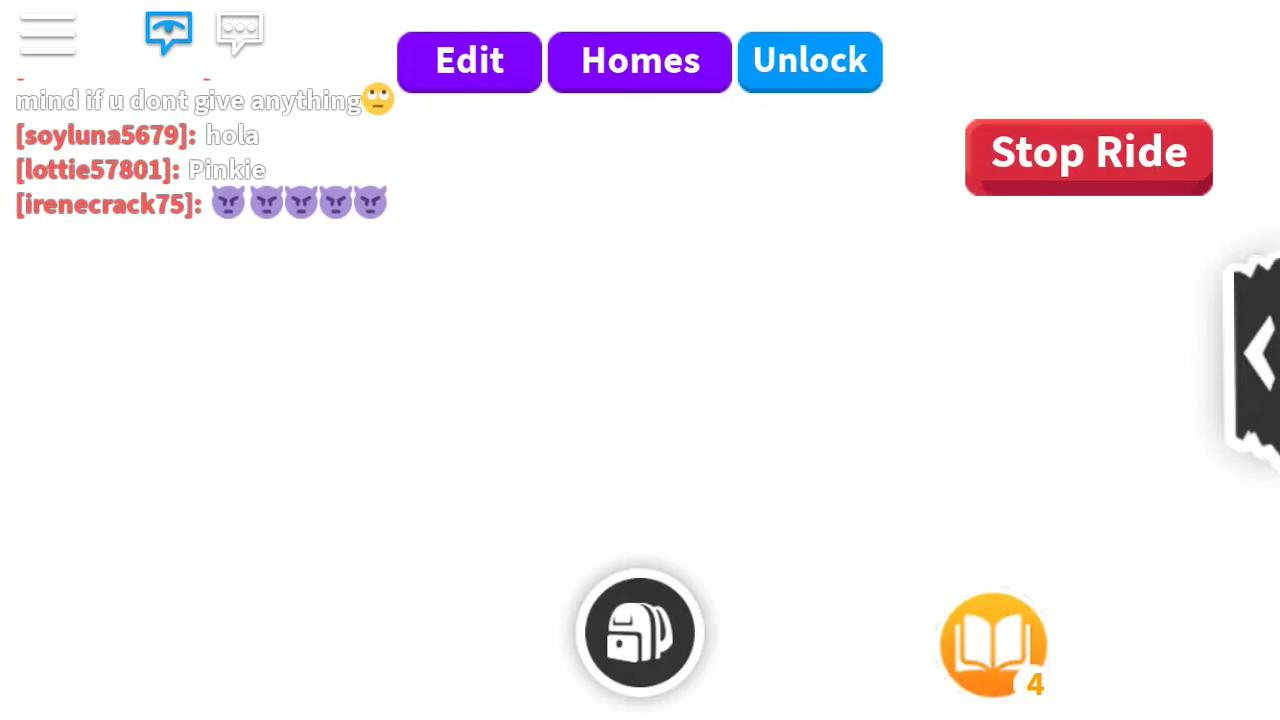 Edit Homes Unlock
mind if u dont give anything🙄
[soyluna5679]: hola
[lottie57801]: Pinkie
[irenecrack75]: 😈😈😈😈😈
Stop Ride
4